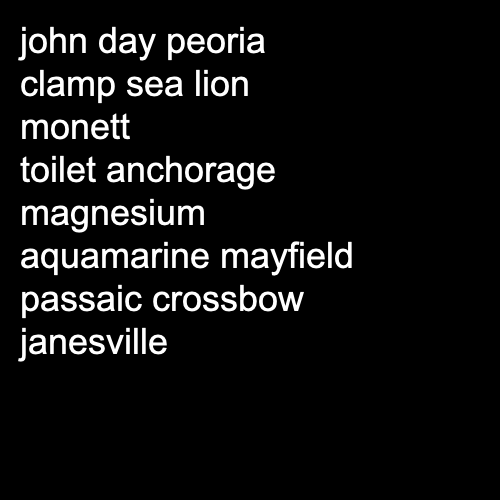 john day peoria
clamp sea lion
monett
toilet anchorage
magnesium
aquamarine mayfield
passaic crossbow
janesville